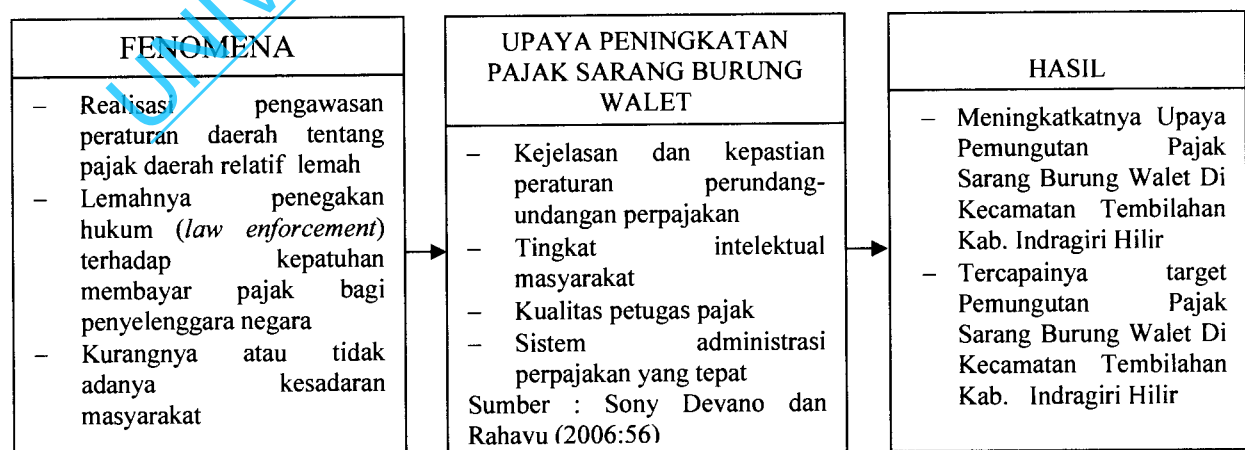 UNIV
FENOMENA
– Realisasi pengawasan
peraturan daerah tentang
pajak daerah relatif lemah
– Lemahnya penegakan
hukum (law enforcement)
terhadap kepatuhan
membayar pajak bagi
penyelenggara negara
– Kurangnya atau tidak
adanya kesadaran
masyarakat
UPAYA PENINGKATAN
PAJAK SARANG BURUNG
WALET
– Kejelasan dan kepastian
peraturan perundang-
undangan perpajakan
– Tingkat intelektual
masyarakat
– Kualitas petugas pajak
– Sistem administrasi
perpajakan yang tepat
Sumber : Sony Devano dan
Rahayu (2006:56)
HASIL
– Meningkatkatnya Upaya
Pemungutan Pajak
Sarang Burung Walet Di
Kecamatan Tembilahan
Kab. Indragiri Hilir
– Tercapainya target
Pemungutan Pajak
Sarang Burung Walet Di
Kecamatan Tembilahan
Kab. Indragiri Hilir